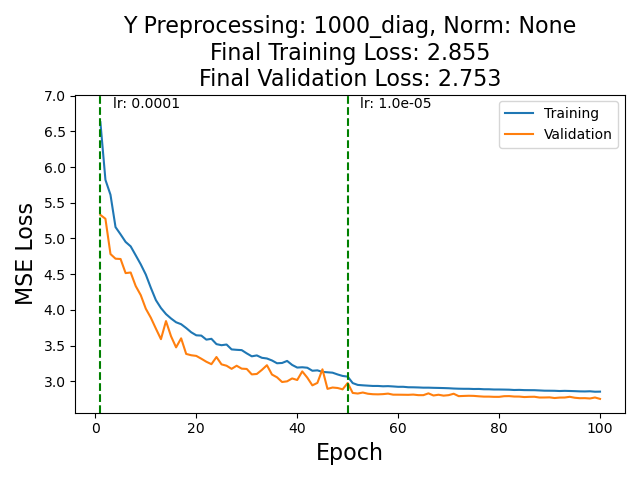 Y Preprocessing: 1000_diag, Norm: None
Final Training Loss: 2.855
Final Validation Loss: 2.753
lr: 0.0001
lr: 1.0e-05
Training
Validation
7.0
6.5
6.0
5.5
5.0
4.5
4.0
3.5
3.0
MSE Loss
0
20
40
60
80
100
Epoch